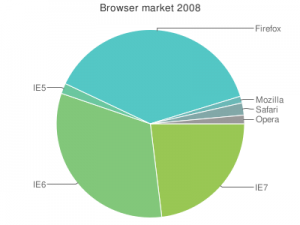 Browser market 2008
Firefox
IE5
Mozilla
Safari
Opera
IE6
IE7